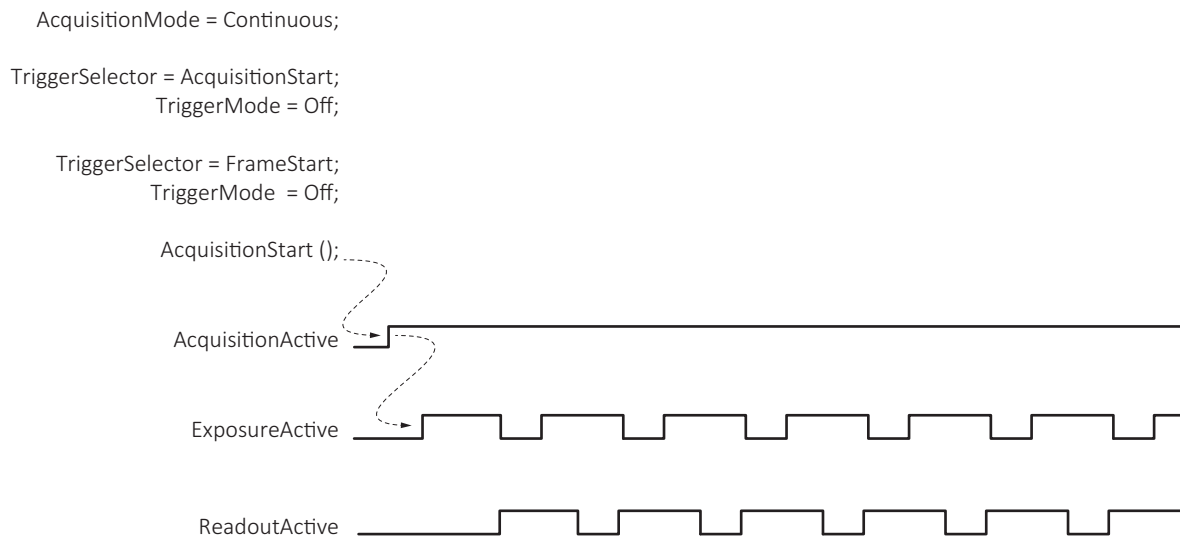 AcquisitionMode = Continuous;
TriggerSelector = AcquisitionStart;
TriggerMode = Off;
TriggerSelector = FrameStart;
TriggerMode  = Off;
AcquisitionStart ();
AcquisitionActive
ExposureActive
ReadoutActive